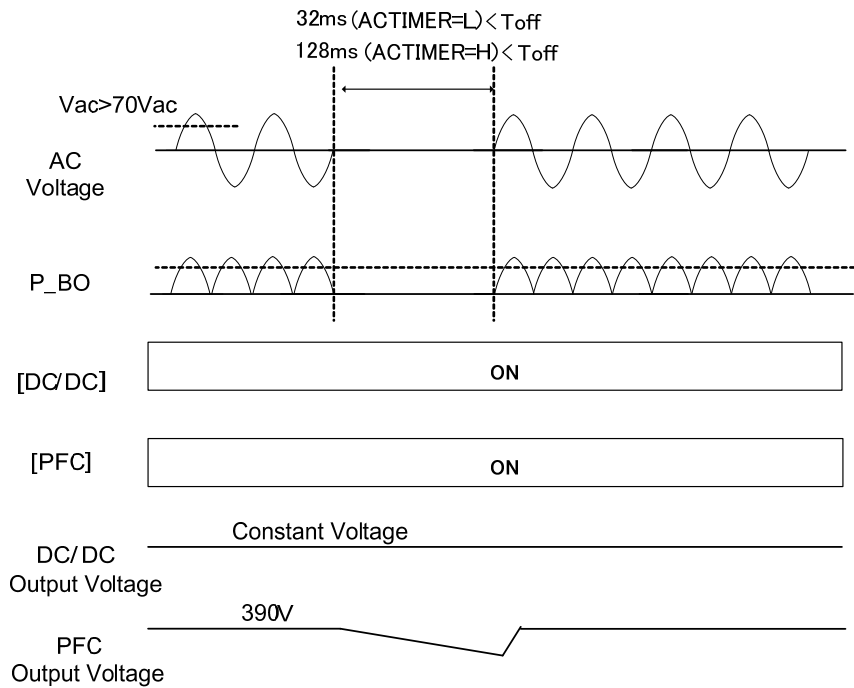 32ms (ACTIMER=L)<Toff
128ms (ACTIMER=H)<Toff
Vac>70Vac
AC
Voltage
P_BO
[DC/DC]
ON
[PFC]
ON
Constant Voltage
DC/DC
Output Voltage
390V
PFC
Output Voltage